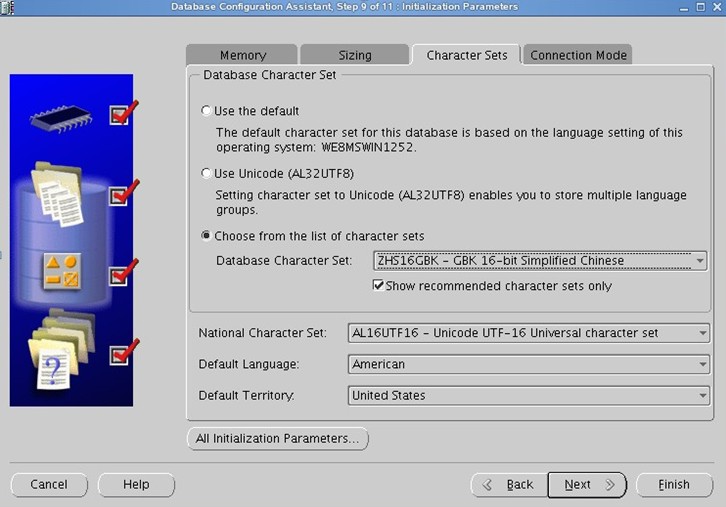 Database Configuration Assistant, Step 9 of 11 : Initialization Parameters
Memory
Sizing
Character Sets
Connection Mode
Database Character Set
Use the default
The default character set for this database is based on the language setting of this
operating system: WE8MSWIN1252.
Use Unicode (AL32UTF8)
Setting character set to Unicode (AL32UTF8) enables you to store multiple language
groups.
Choose from the list of character sets
Database Character Set: ZHS16GBK - GBK 16-bit Simplified Chinese
Show recommended character sets only
National Character Set: AL16UTF16 - Unicode UTF-16 Universal character set
Default Language: American
Default Territory: United States
All Initialization Parameters...
?
Cancel
Help
Back
Next
Finish